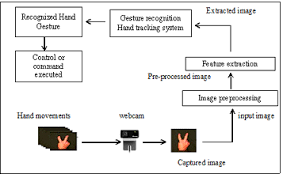 Extracted image
Recognized Hand
Gesture
Gesture recognition
Hand tracking system
Control or
command
executed
Feature extraction
Pre-processed image
Image preprocessing
Hand movements
webcam
input image
Captured image